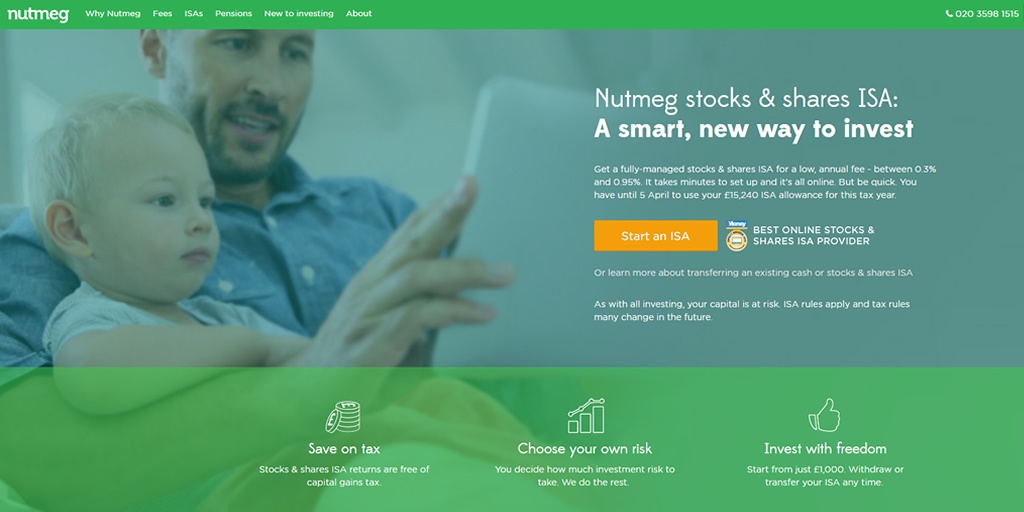 nutmeg Why Nutmeg Fees ISAs Pensions New to investing About 020 3598 1515
Nutmeg stocks & shares ISA:
A smart, new way to invest
Get a fully-managed stocks & shares ISA for a low, annual fee - between 0.3%
and 0.95%. It takes minutes to set up and it's all online. But be quick. You
have until 5 April to use your £15,240 ISA allowance for this tax year.
Start an ISA
BEST ONLINE STOCKS &
SHARES ISA PROVIDER
Or learn more about transferring an existing cash or stocks & shares ISA
As with all investing, your capital is at risk. ISA rules apply and tax rules
many change in the future.
Save on tax
Stocks & shares ISA returns are free of
capital gains tax.
Choose your own risk
You decide how much investment risk to
take. We do the rest.
Invest with freedom
Start from just £1,000. Withdraw or
transfer your ISA any time.